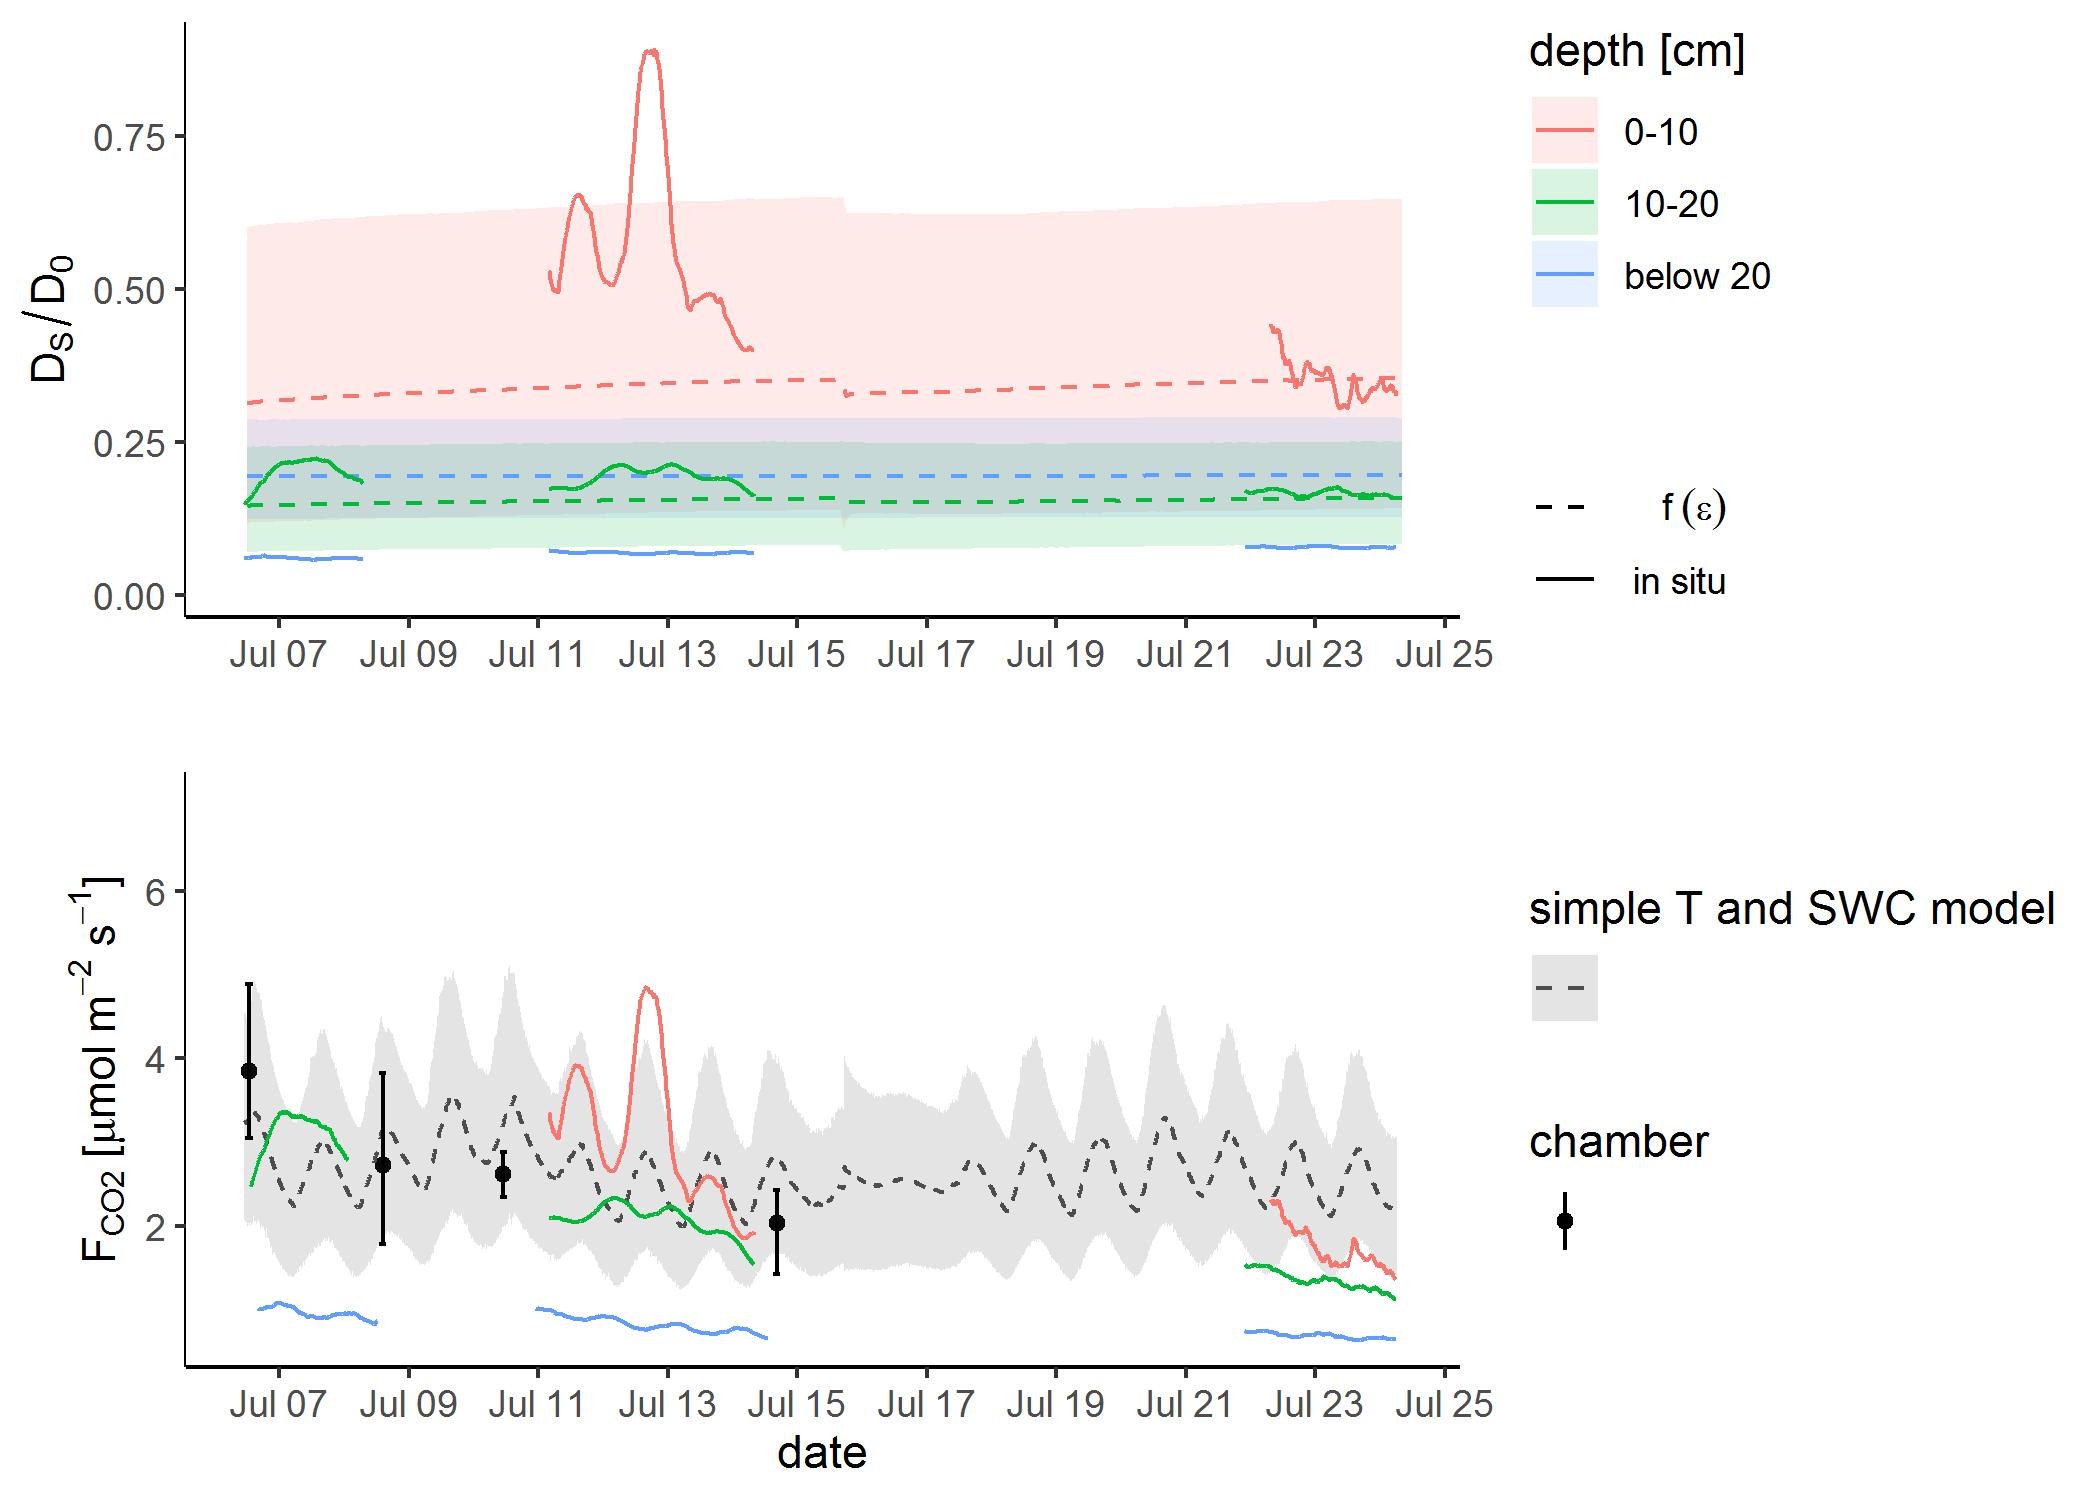 depth [cm]
0-10
10-20
below 20
f (ε)
in situ
D_S/D_0
0.75
0.50
0.25
0.00
Jul 07 Jul 09 Jul 11 Jul 13 Jul 15 Jul 17 Jul 19 Jul 21 Jul 23 Jul 25
F_CO2 [μmol m⁻² s⁻¹]
6
4
2
simple T and SWC model
chamber
Jul 07 Jul 09 Jul 11 Jul 13 Jul 15 Jul 17 Jul 19 Jul 21 Jul 23 Jul 25
date